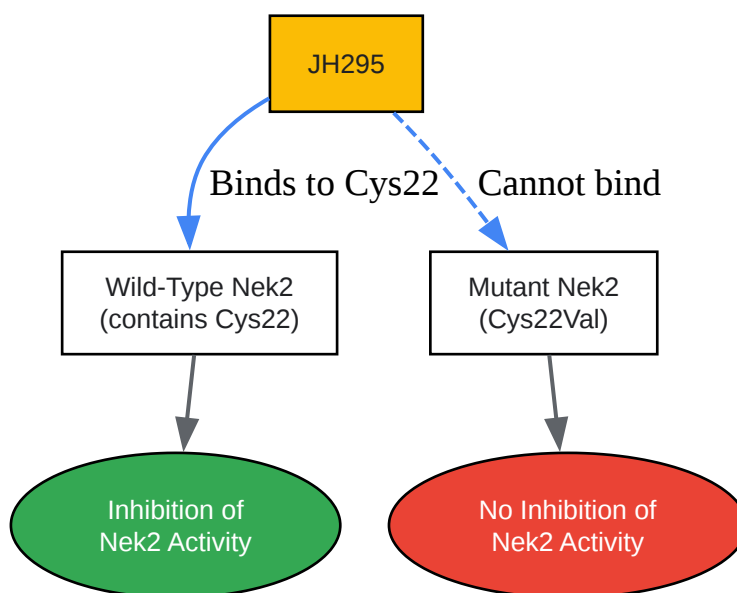 JH295
Binds to Cys22
Cannot bind
Wild-Type Nek2
(contains Cys22)
Mutant Nek2
(Cys22Val)
Inhibition of
Nek2 Activity
No Inhibition of
Nek2 Activity